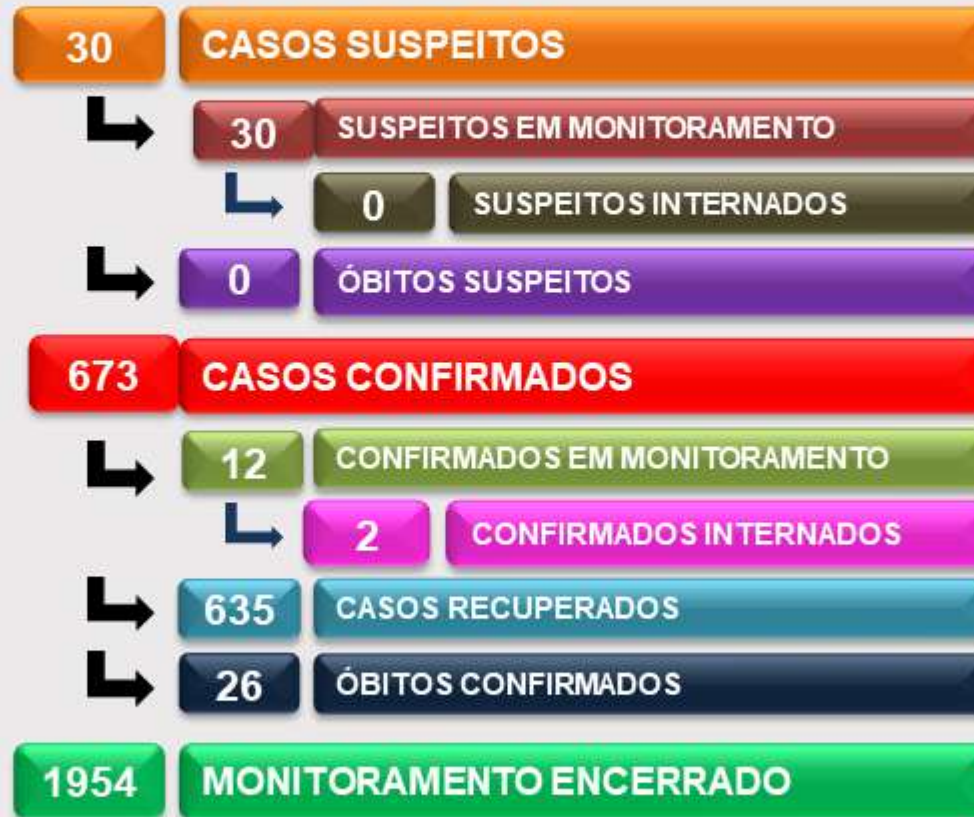 30 CASOS SUSPEITOS
30 SUSPEITOS EM MONITORAMENTO
0 SUSPEITOS INTERNADOS
0 ÓBITOS SUSPEITOS
673 CASOS CONFIRMADOS
12 CONFIRMADOS EM MONITORAMENTO
2 CONFIRMADOS INTERNADOS
635 CASOS RECUPERADOS
26 ÓBITOS CONFIRMADOS
1954 MONITORAMENTO ENCERRADO